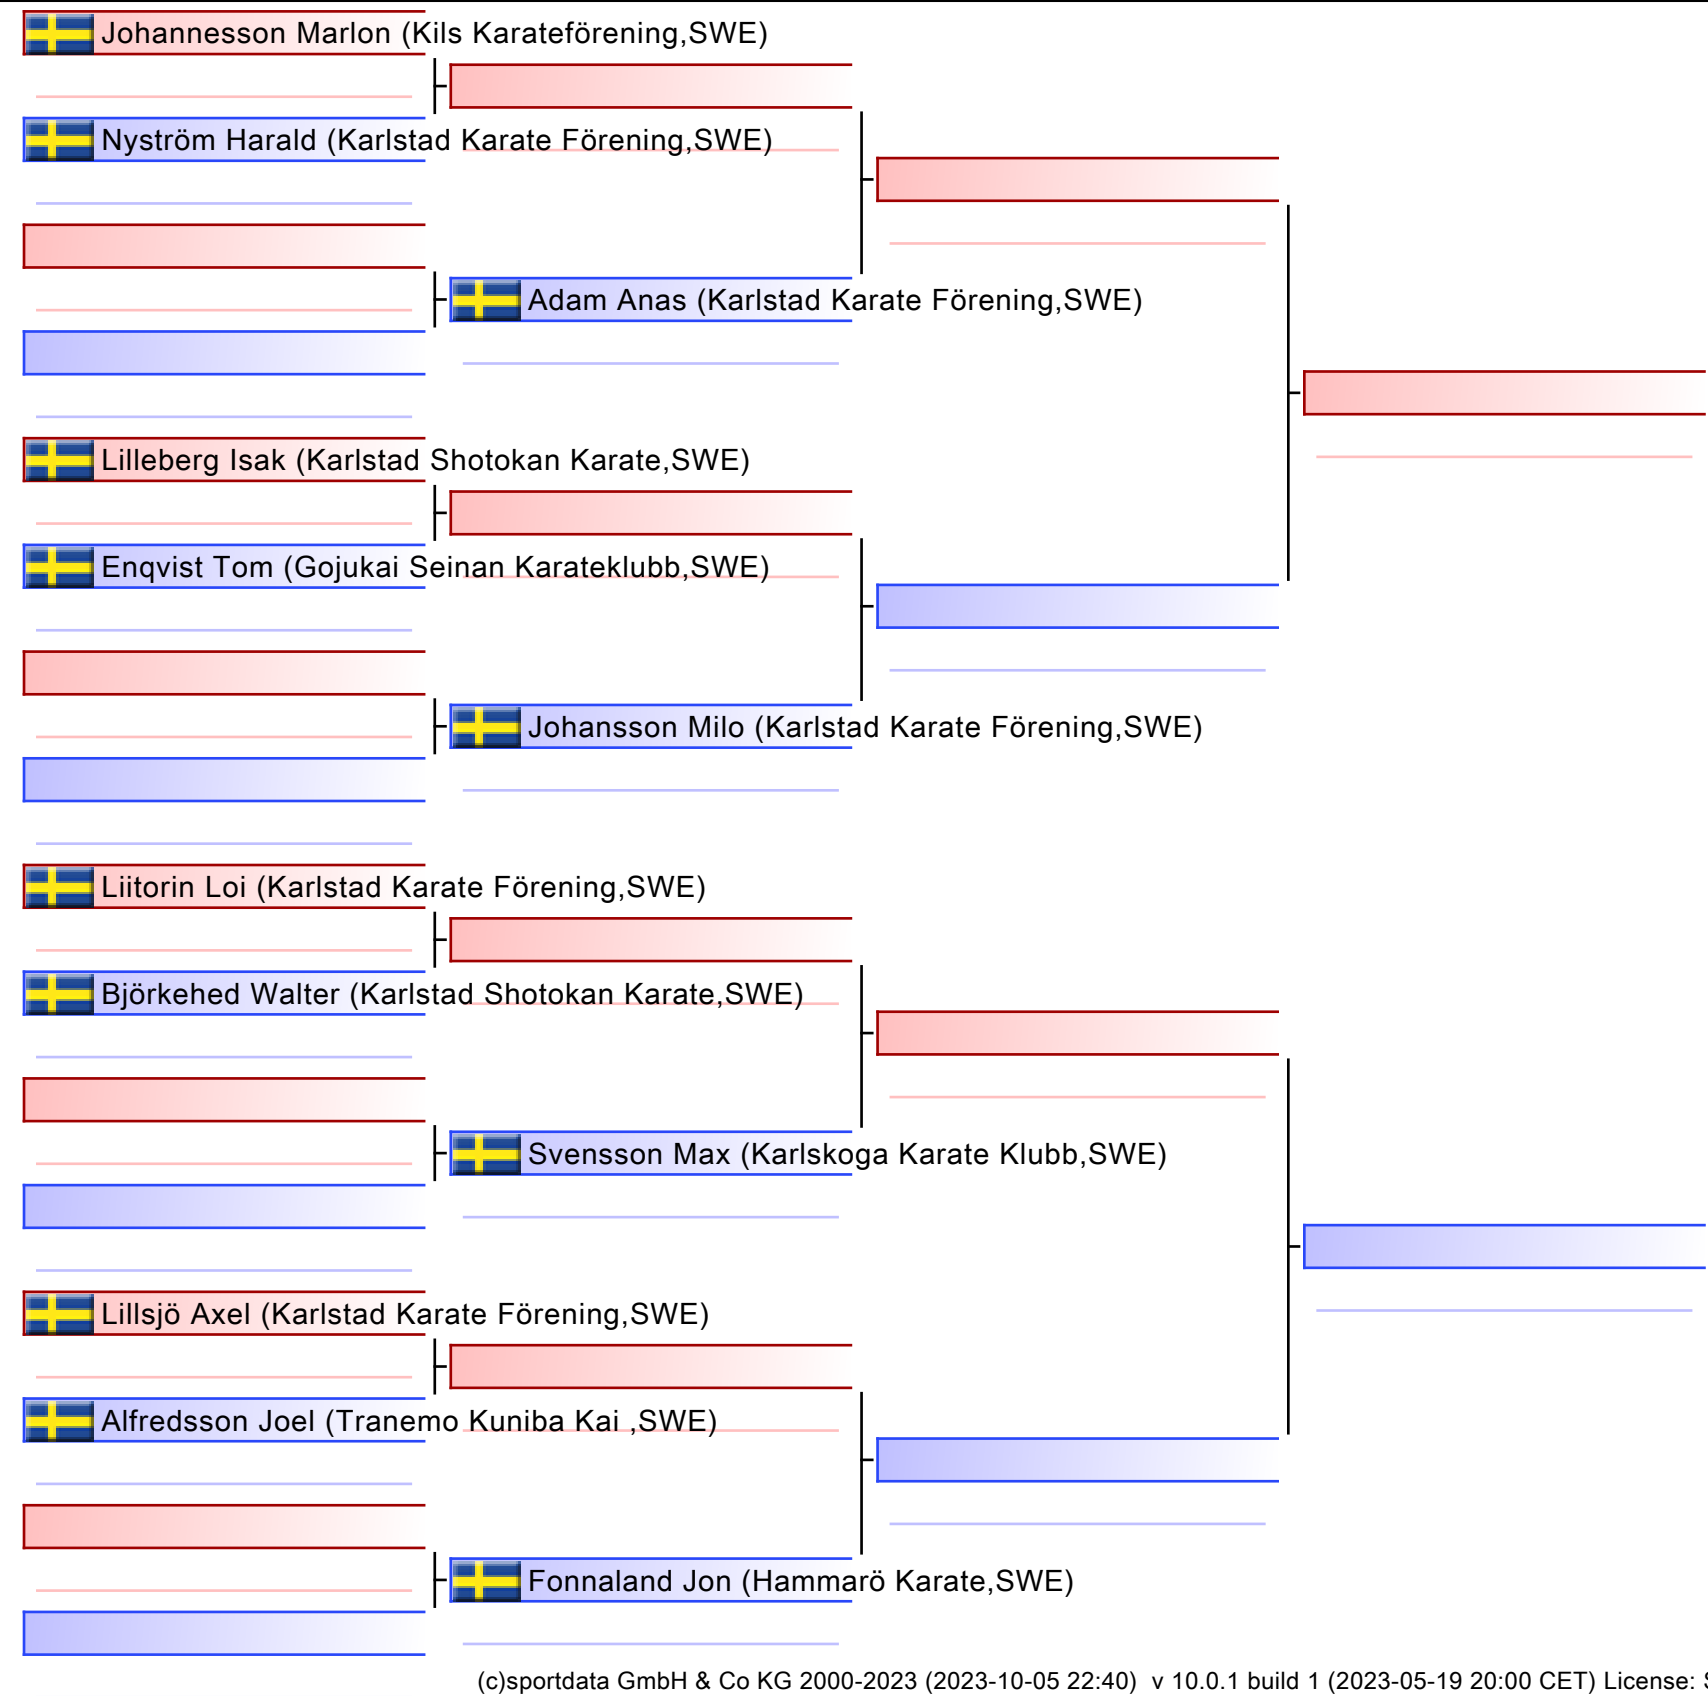 Johannesson Marlon (Kils Karateförening,SWE)
Nyström Harald (Karlstad Karate Förening,SWE)
Adam Anas (Karlstad Karate Förening,SWE)
Lilleberg Isak (Karlstad Shotokan Karate,SWE)
Enqvist Tom (Gojukai Seinan Karateklubb,SWE)
Johansson Milo (Karlstad Karate Förening,SWE)
Liitorin Loi (Karlstad Karate Förening,SWE)
Björkehed Walter (Karlstad Shotokan Karate,SWE)
Svensson Max (Karlskoga Karate Klubb,SWE)
Lillsjö Axel (Karlstad Karate Förening,SWE)
Alfredsson Joel (Tranemo Kuniba Kai ,SWE)
Fonnaland Jon (Hammarö Karate,SWE)
(c)sportdata GmbH & Co KG 2000-2023 (2023-10-05 22:40) v 10.0.1 build 1 (2023-05-19 20:00 CET) License: